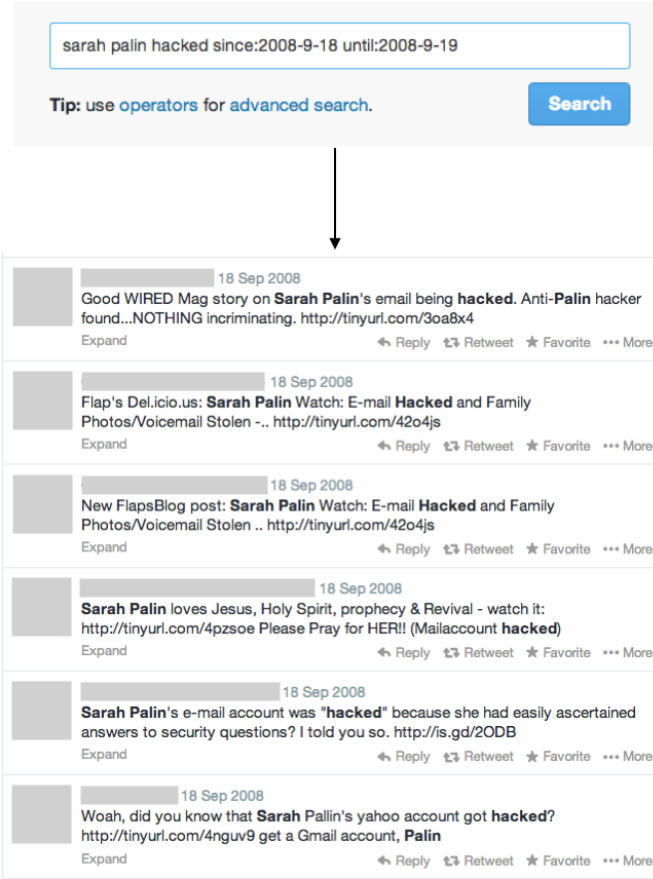 sarah palin hacked since:2008-9-18 until:2008-9-19
Tip: use operators for advanced search.
Search
18 Sep 2008
Good WIRED Mag story on Sarah Palin's email being hacked. Anti-Palin hacker
found...NOTHING incriminating. http://tinyurl.com/3oa8x4
Expand
Reply Retweet Favorite More
18 Sep 2008
Flap's Del.icio.us: Sarah Palin Watch: E-mail Hacked and Family
Photos/Voicemail Stolen -.. http://tinyurl.com/42o4js
Expand
Reply Retweet Favorite More
18 Sep 2008
New FlapsBlog post: Sarah Palin Watch: E-mail Hacked and Family
Photos/Voicemail Stolen .. http://tinyurl.com/42o4js
Expand
Reply Retweet Favorite More
18 Sep 2008
Sarah Palin loves Jesus, Holy Spirit, prophecy & Revival - watch it:
http://tinyurl.com/4pzsoe Please Pray for HER!! (Mailaccount hacked)
Expand
Reply Retweet Favorite More
18 Sep 2008
Sarah Palin's e-mail account was "hacked" because she had easily ascertained
answers to security questions? I told you so. http://is.gd/2ODB
Expand
Reply Retweet Favorite More
18 Sep 2008
Woah, did you know that Sarah Pallin's yahoo account got hacked?
http://tinyurl.com/4nguv9 get a Gmail account, Palin
Expand
Reply Retweet Favorite More